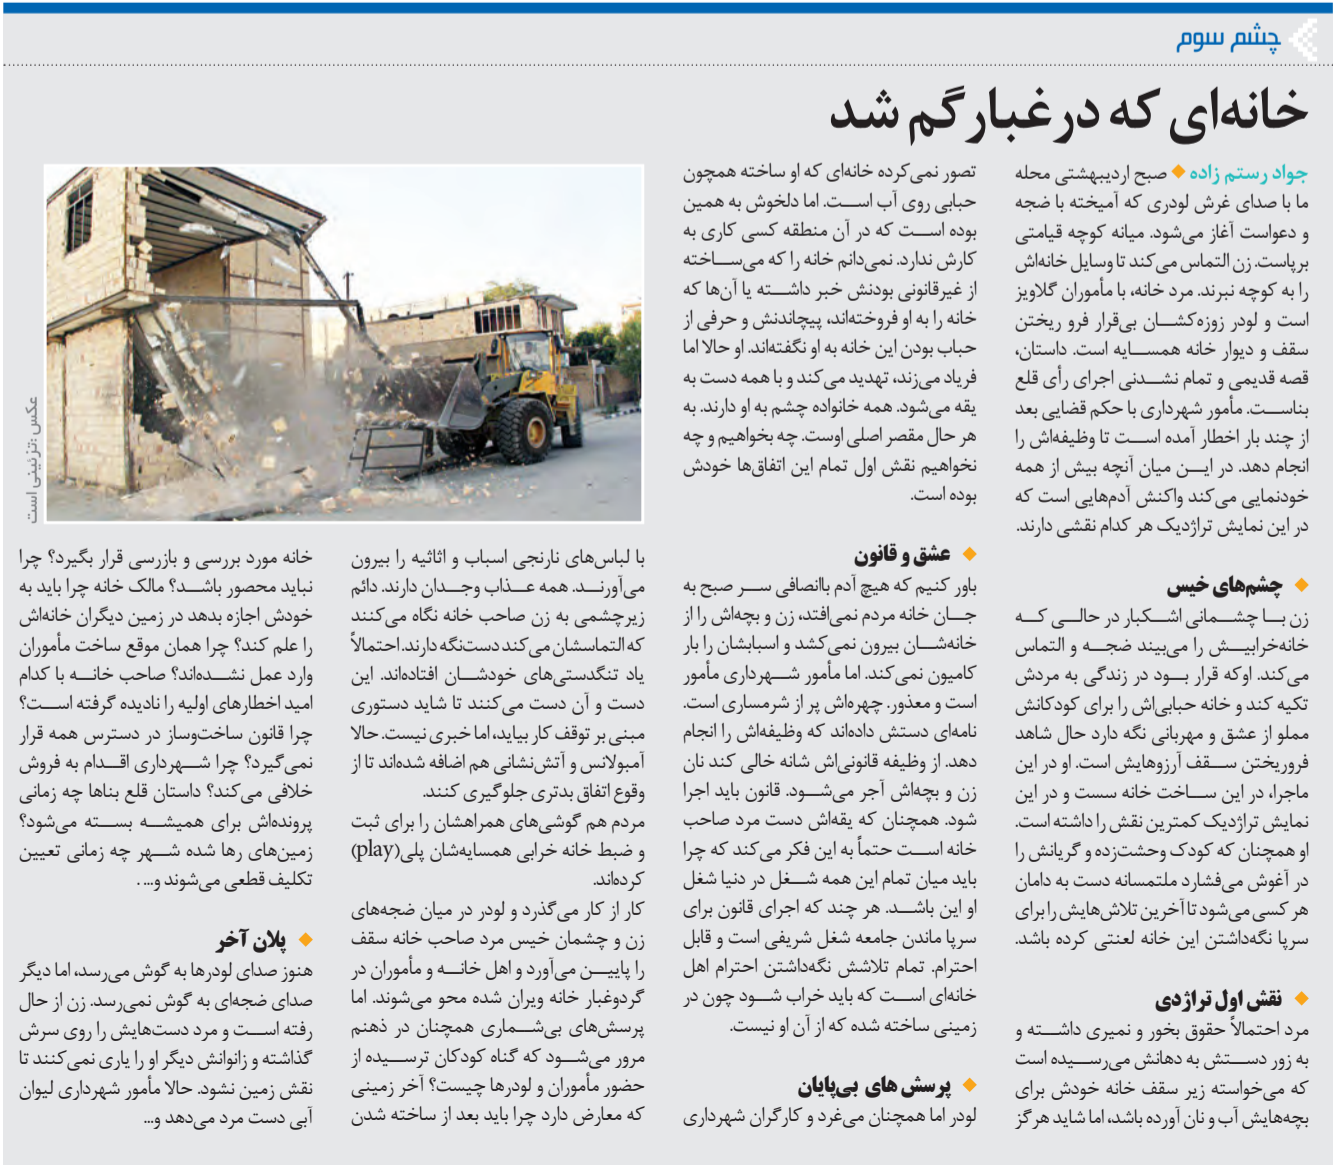 چشم سوم
خانه‌ای که در غبار گم شد
جواد رستم زاده ◆ صبح اردیبهشتی محله
ما با صدای غرش لودری که آمیخته با ضجه
و دعواست آغاز می‌شود. میانه کوچه قیامتی
برپاست. زن التماس می‌کند تا وسایل خانه‌اش
را به کوچه نبرند. مرد خانه، با مأموران گلاویز
است و لودر زوزه‌کشان بی‌قرار فرو ریختن
سقف و دیوار خانه همسایه است. داستان،
قصه قدیمی و تمام نشدنی اجرای رأی قلع
بناست. مأمور شهرداری با حکم قضایی بعد
از چند بار اخطار آمده است تا وظیفه‌اش را
انجام دهد. در این میان آنچه بیش از همه
خودنمایی می‌کند واکنش آدم‌هایی است که
در این نمایش تراژدیک هر کدام نقشی دارند.
◆ چشم‌های خیس
زن با چشمانی اشکبار در حالی که
خانه‌خرابیش را می‌بیند ضجه و التماس
می‌کند. اوکه قرار بود در زندگی به مردش
تکیه کند و خانه حبابی‌اش را برای کودکانش
مملو از عشق و مهربانی نگه دارد حال شاهد
فروریختن سقف آرزوهایش است. او در این
ماجرا، در این ساخت خانه سست و در این
نمایش تراژدیک کمترین نقش را داشته است.
او همچنان که کودک وحشت‌زده و گریانش را
در آغوش می‌فشارد ملتمسانه دست به دامان
هر کسی می‌شود تا آخرین تلاش‌هایش را برای
سرپا نگه‌داشتن این خانه لعنتی کرده باشد.
◆ نقش اول تراژدی
مرد احتمالاً حقوق بخور و نمیری داشته و
به زور دستش به دهانش می‌رسیده است
که می‌خواسته زیر سقف خانه خودش برای
بچه‌هایش آب و نان آورده باشد، اما شاید هرگز
تصور نمی‌کرده خانه‌ای که او ساخته همچون
حبابی روی آب است. اما دلخوش به همین
بوده است که در آن منطقه کسی کاری به
کارش ندارد. نمی‌دانم خانه را که می‌ساخته
از غیرقانونی بودنش خبر داشته یا آن‌ها که
خانه را به او فروخته‌اند، پیچاندنش و حرفی از
حباب بودن این خانه به او نگفته‌اند. او حالا اما
فریاد می‌زند، تهدید می‌کند و با همه دست به
یقه می‌شود. همه خانواده چشم به او دارند. به
هر حال مقصر اصلی اوست. چه بخواهیم و چه
نخواهیم نقش اول تمام این اتفاق‌ها خودش
بوده است.
◆ عشق و قانون
باور کنیم که هیچ آدم باانصافی سر صبح به
جان خانه مردم نمی‌افتد، زن و بچه‌اش را از
خانه‌شان بیرون نمی‌کشد و اسبابشان را بار
کامیون نمی‌کند. اما مأمور شهرداری مأمور
است و معذور. چهره‌اش پر از شرمساری است.
نامه‌ای دستش داده‌اند که وظیفه‌اش را انجام
دهد. از وظیفه قانونی‌اش شانه خالی کند نان
زن و بچه‌اش آجر می‌شود. قانون باید اجرا
شود. همچنان که یقه‌اش دست مرد صاحب
خانه است حتماً به این فکر می‌کند که چرا
باید میان تمام این همه شغل در دنیا شغل
او این باشد. هر چند که اجرای قانون برای
سرپا ماندن جامعه شغل شریفی است و قابل
احترام. تمام تلاشش نگه‌داشتن احترام اهل
خانه‌ای است که باید خراب شود چون در
زمینی ساخته شده که از آن او نیست.
◆ پرسش های بی‌پایان
لودر اما همچنان می‌غرد و کارگران شهرداری
عکس :تزئینی است
با لباس‌های نارنجی اسباب و اثاثیه را بیرون
می‌آورند. همه عذاب وجدان دارند. دائم
زیرچشمی به زن صاحب خانه نگاه می‌کنند
که التماسشان می کند دست‌نگه دارند. احتمالاً
یاد تنگدستی‌های خودشان افتاده‌اند. این
دست و آن دست می‌کنند تا شاید دستوری
مبنی بر توقف کار بیاید، اما خبری نیست. حالا
آمبولانس و آتش‌نشانی هم اضافه شده‌اند تا از
وقوع اتفاق بدتری جلوگیری کنند.
مردم هم گوشی‌های همراهشان را برای ثبت
و ضبط خانه خرابی همسایه‌شان پلی(play)
کرده‌اند.
کار از کار می‌گذرد و لودر در میان ضجه‌های
زن و چشمان خیس مرد صاحب خانه سقف
را پایین می‌آورد و اهل خانه و مأموران در
گردوغبار خانه ویران شده محو می‌شوند. اما
پرسش‌های بی‌شماری همچنان در ذهنم
مرور می‌شود که گناه کودکان ترسیده از
حضور مأموران و لودرها چیست؟ آخر زمینی
که معارض دارد چرا باید بعد از ساخته شدن
خانه مورد بررسی و بازرسی قرار بگیرد؟ چرا
نباید محصور باشد؟ مالک خانه چرا باید به
خودش اجازه بدهد در زمین دیگران خانه‌اش
را علم کند؟ چرا همان موقع ساخت مأموران
وارد عمل نشده‌اند؟ صاحب خانه با کدام
امید اخطارهای اولیه را نادیده گرفته است؟
چرا قانون ساخت‌وساز در دسترس همه قرار
نمی‌گیرد؟ چرا شهرداری اقدام به فروش
خلافی می‌کند؟ داستان قلع بناها چه زمانی
پرونده‌اش برای همیشه بسته می‌شود؟
زمین‌های رها شده شهر چه زمانی تعیین
تکلیف قطعی می‌شوند و... .
◆ پلان آخر
هنوز صدای لودرها به گوش می‌رسد، اما دیگر
صدای ضجه‌ای به گوش نمی‌رسد. زن از حال
رفته است و مرد دست‌هایش را روی سرش
گذاشته و زانوانش دیگر او را یاری نمی‌کنند تا
نقش زمین نشود. حالا مأمور شهرداری لیوان
آبی دست مرد می‌دهد و...